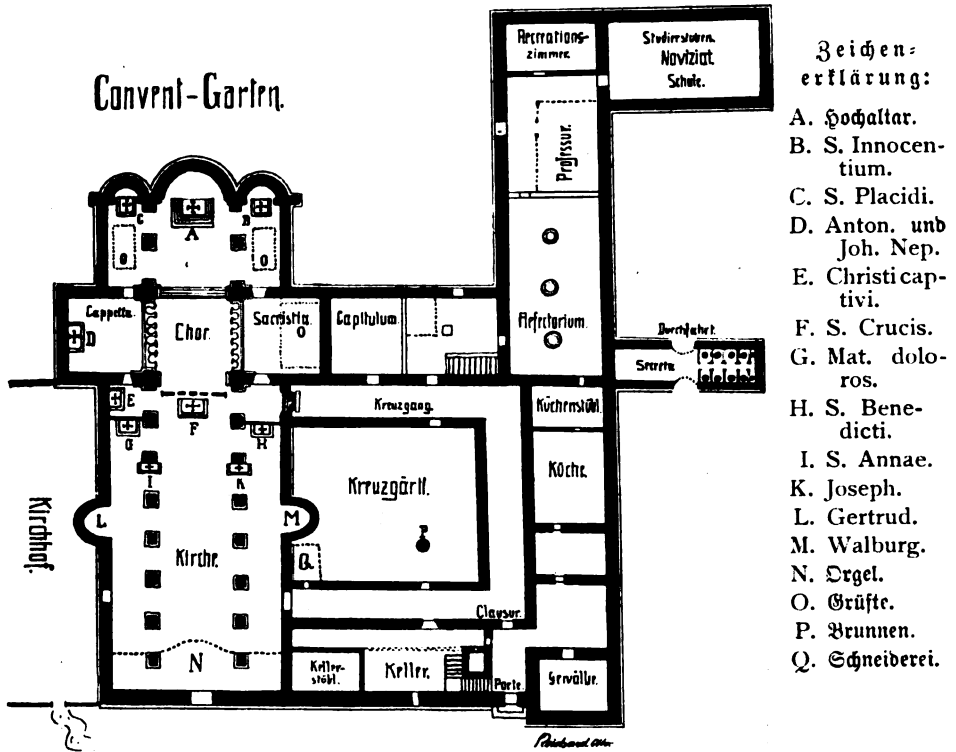 Convent-Garten.
Recreations-
zimmer.
Studierstuben.
Noviziat.
Schule.
Professur.
C
A
B
O
O
Refectorium.
Cappella.
D
Chor.
Sacristia.
O
Capitulum.
Durchfahrt.
Secreta
E
F
G
H
I
K
Kreuzgang.
Küchenstübl.
Küche.
Kreuzgärtl.
P
Kirchhof.
L
M
Kirche.
Q
Clausur.
N
Keller-
stübl.
Keller.
Porte.
Gewölbe.
Zeichen-
erklärung:
A. Hochaltar.
B. S. Innocen-
tium.
C. S. Placidi.
D. Anton. und
Joh. Nep.
E. Christi cap-
tivi.
F. S. Crucis.
G. Mat. dolo-
ros.
H. S. Bene-
dicti.
I. S. Annae.
K. Joseph.
L. Gertrud.
M. Walburg.
N. Orgel.
O. Grüfte.
P. Brunnen.
Q. Schneiderei.